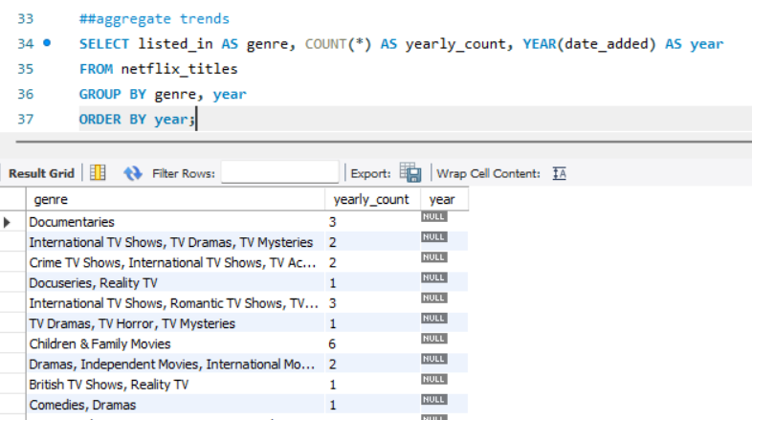 33 ##aggregate trends
34 SELECT listed_in AS genre, COUNT(*) AS yearly_count, YEAR(date_added) AS year
35 FROM netflix_titles
36 GROUP BY genre, year
37 ORDER BY year;
Result Grid Filter Rows: Export: Wrap Cell Content: IA
genre yearly_count year
Documentaries 3 NULL
International TV Shows, TV Dramas, TV Mysteries 2 NULL
Crime TV Shows, International TV Shows, TV Ac... 2 NULL
Docuseries, Reality TV 1 NULL
International TV Shows, Romantic TV Shows, TV... 3 NULL
TV Dramas, TV Horror, TV Mysteries 1 NULL
Children & Family Movies 6 NULL
Dramas, Independent Movies, International Mo... 2 NULL
British TV Shows, Reality TV 1 NULL
Comedies, Dramas 1 NULL
NULL